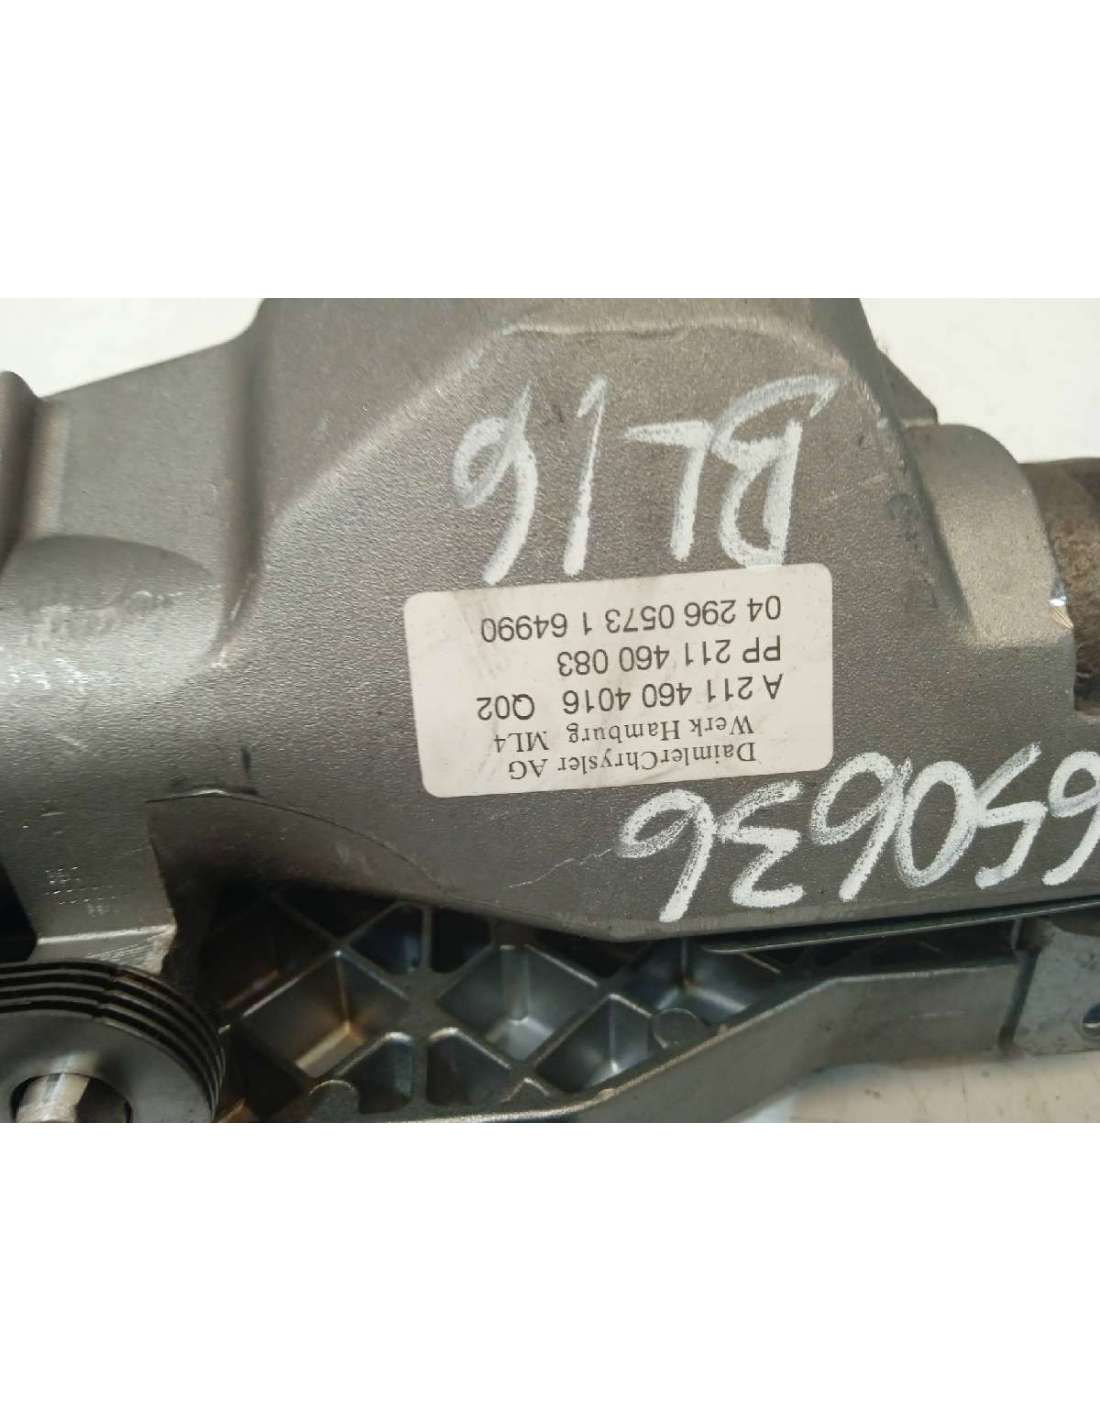 DaimlerChrysler AG
Werk Hamburg ML4
A 211 460 4016 Q02
PP 211 460 083
04 296 0573 1 64990
BL16
650636